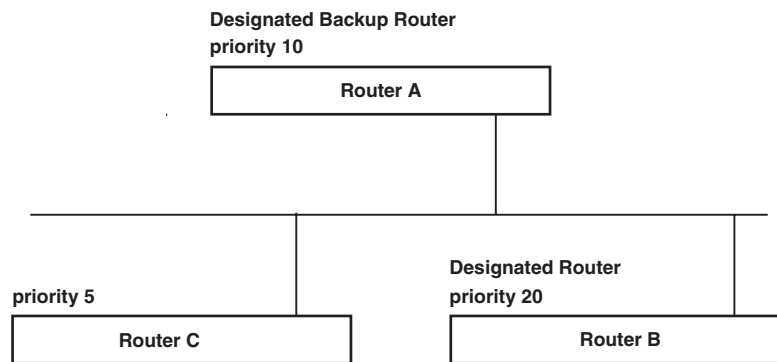 Designated Backup Router
priority 10
Router A
Designated Router
priority 20
priority 5
Router C
Router B